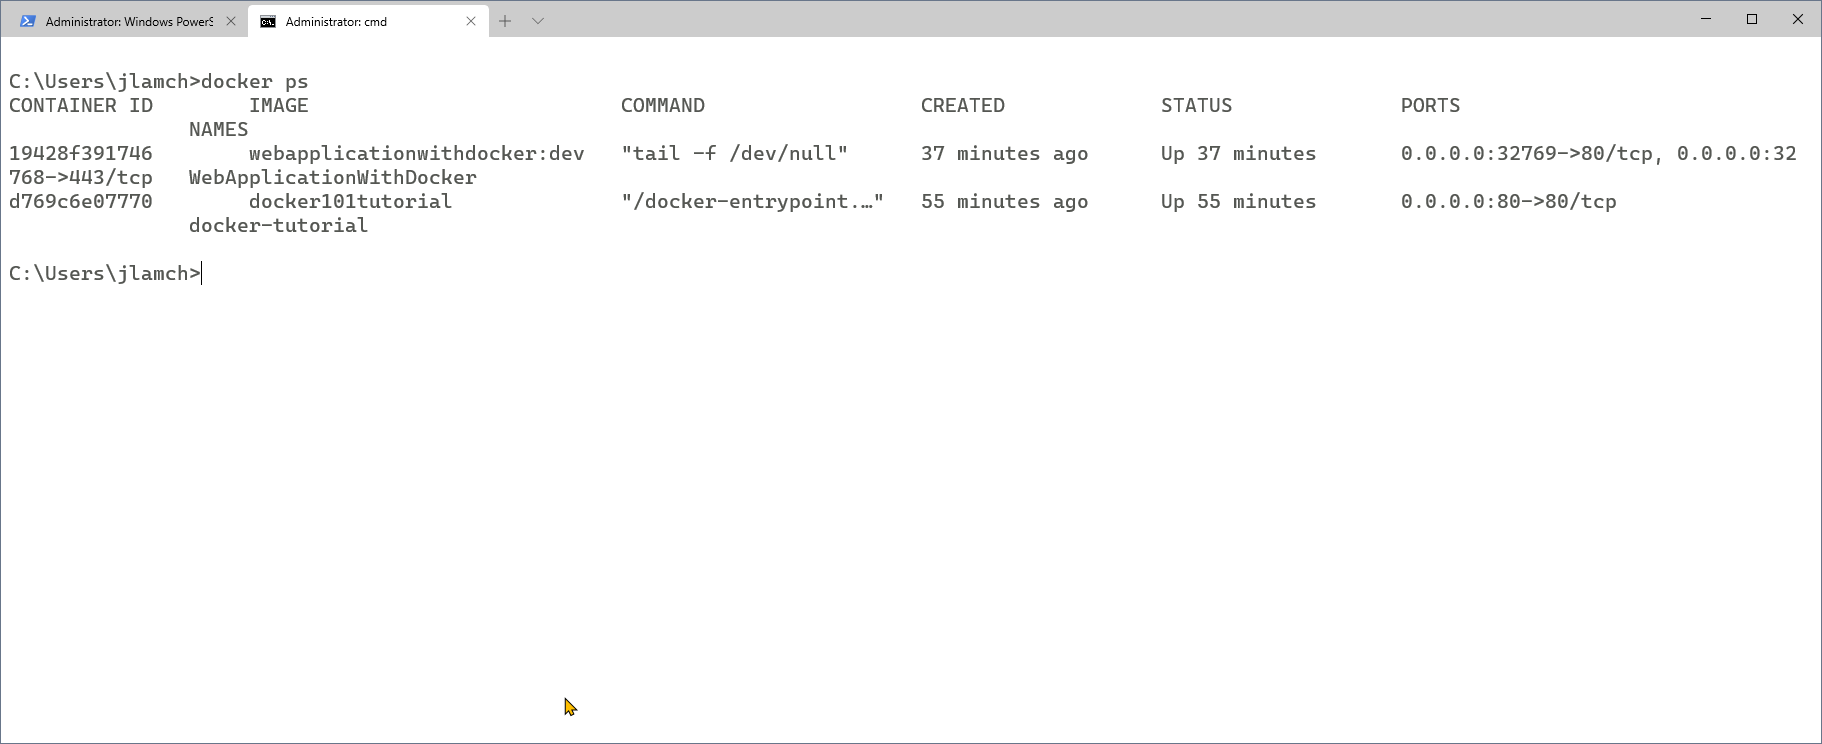 Administrator: Windows PowerS
Administrator: cmd
C:\Users\jlamch>docker ps
CONTAINER ID        IMAGE                          COMMAND                  CREATED             STATUS              PORTS
               NAMES
19428f391746        webapplicationwithdocker:dev   "tail -f /dev/null"      37 minutes ago      Up 37 minutes       0.0.0.0:32769->80/tcp, 0.0.0.0:32
768->443/tcp   WebApplicationWithDocker
d769c6e07770        docker101tutorial              "/docker-entrypoint.…"   55 minutes ago      Up 55 minutes       0.0.0.0:80->80/tcp
               docker-tutorial
C:\Users\jlamch>